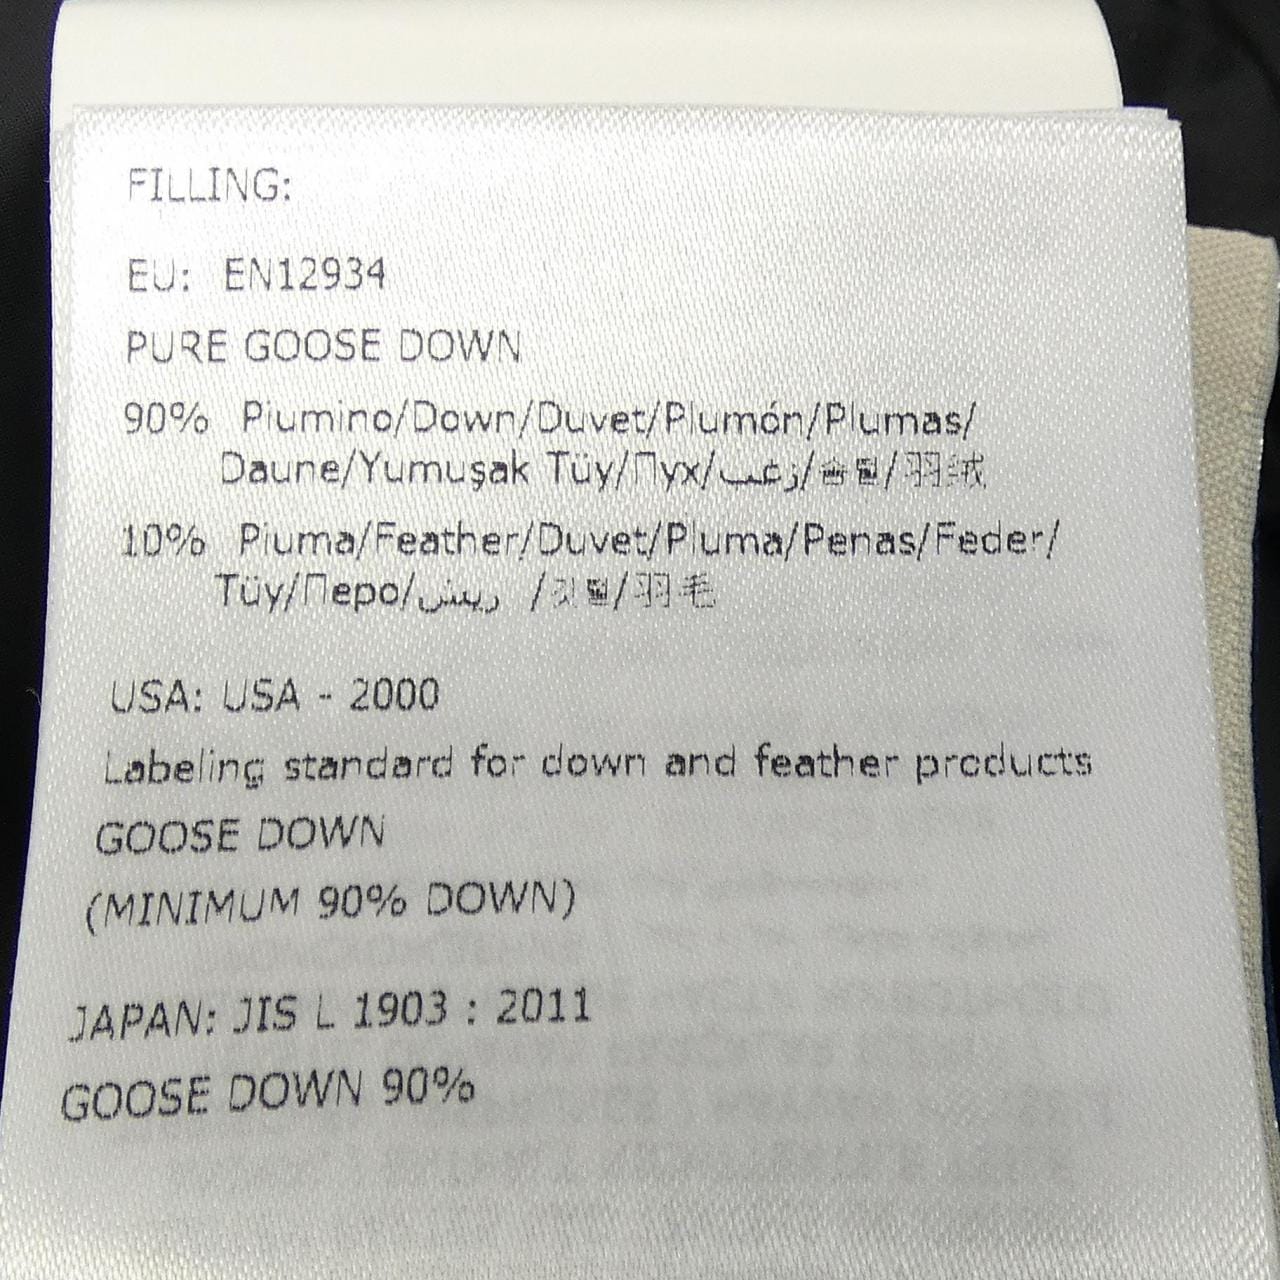 FILLING:
EU: EN12934
PURE GOOSE DOWN
90% Piumino/Down/Duvet/Plumón/Plumas/
Daune/Yumuşak Tüy/Пух/زغب/솜털/羽绒
10% Piuma/Feather/Duvet/Pluma/Penas/Feder/
Tüy/Перо/ريش /깃털/羽毛
USA: USA - 2000
Labeling standard for down and feather products
GOOSE DOWN
(MINIMUM 90% DOWN)
JAPAN: JIS L 1903 : 2011
GOOSE DOWN 90%